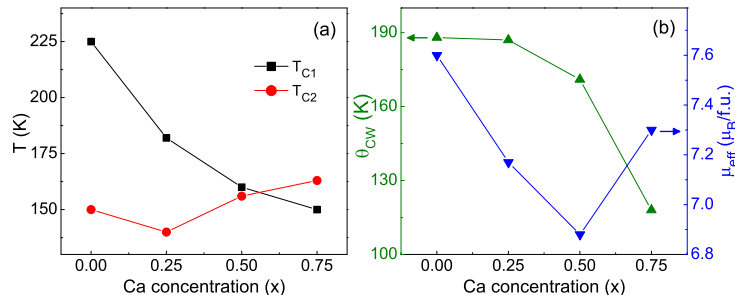 (a)
T_C1
T_C2
225
200
175
150
T (K)
0.00 0.25 0.50 0.75
Ca concentration (x)
(b)
190
160
130
100
θ_CW (K)
7.6
7.4
7.2
7.0
6.8
μ_eff (μ_B/f.u.)
0.00 0.25 0.50 0.75
Ca concentration (x)